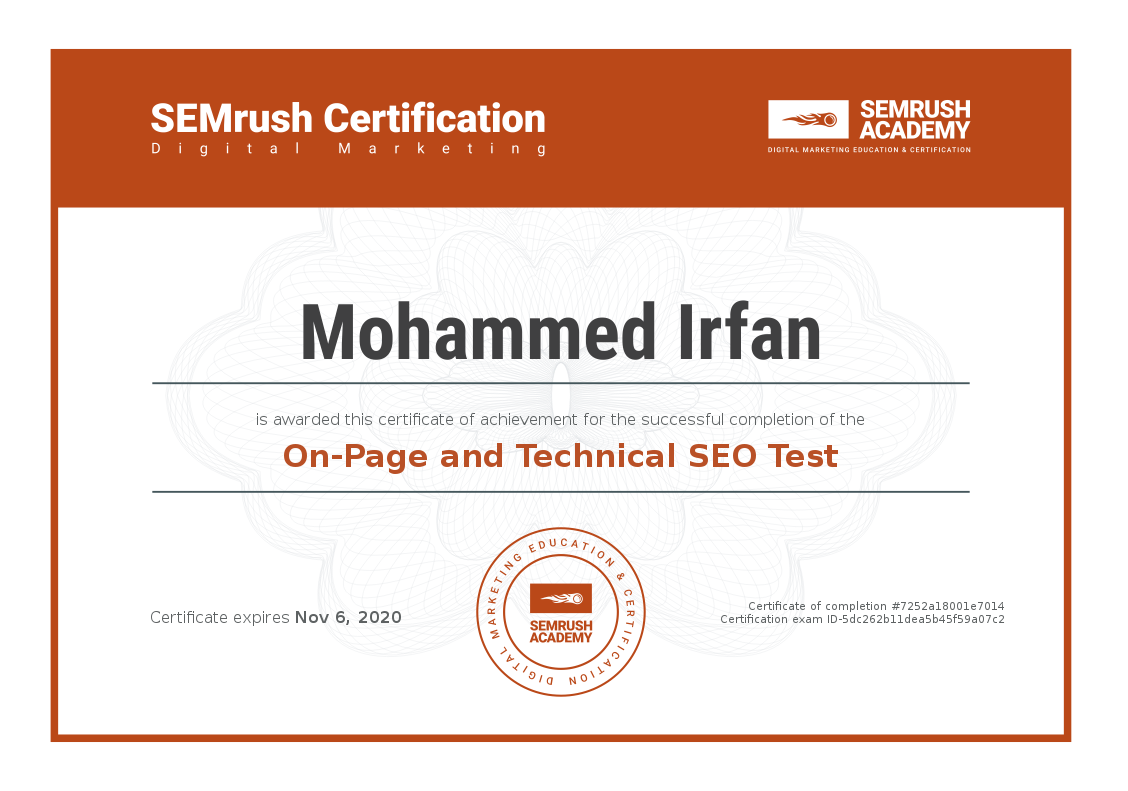 SEMrush Certification
Digital Marketing
SEMRUSH
ACADEMY
DIGITAL MARKETING EDUCATION & CERTIFICATION
Mohammed Irfan
is awarded this certificate of achievement for the successful completion of the
On-Page and Technical SEO Test
Certificate expires Nov 6, 2020
DIGITAL MARKETING EDUCATION & CERTIFICATION
SEMRUSH
ACADEMY
Certificate of completion #7252a18001e7014
Certification exam ID-5dc262b11dea5b45f59a07c2